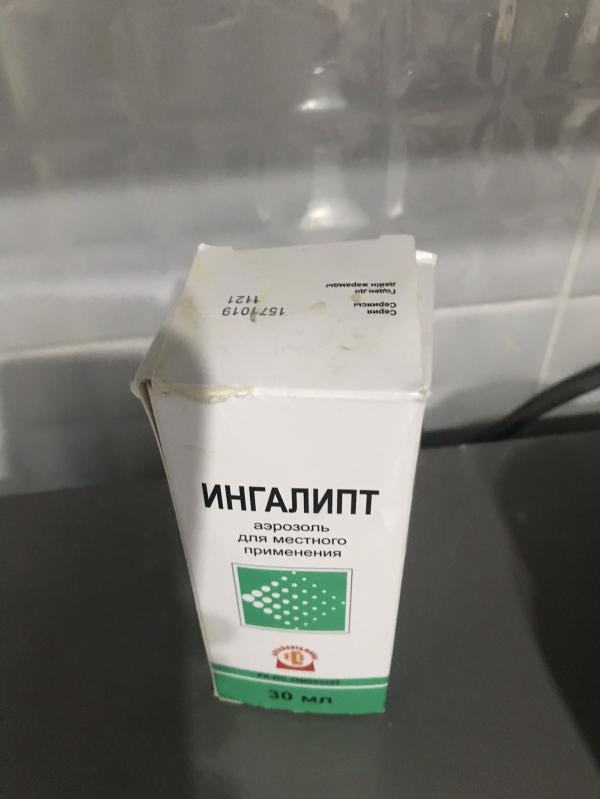 Серия
Сериясы
Годен до
дейін жарамды
1571019
1121
ИНГАЛИПТ
аэрозоль
для местного
применения
30 мл